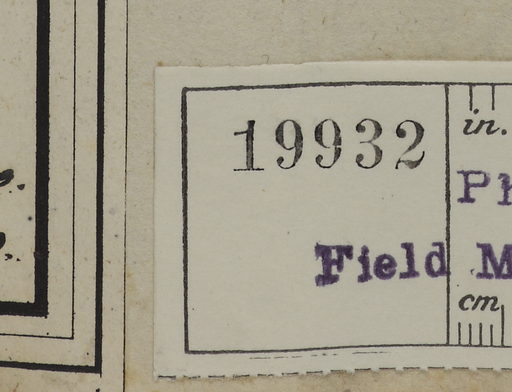 19932
in.
Field
cm